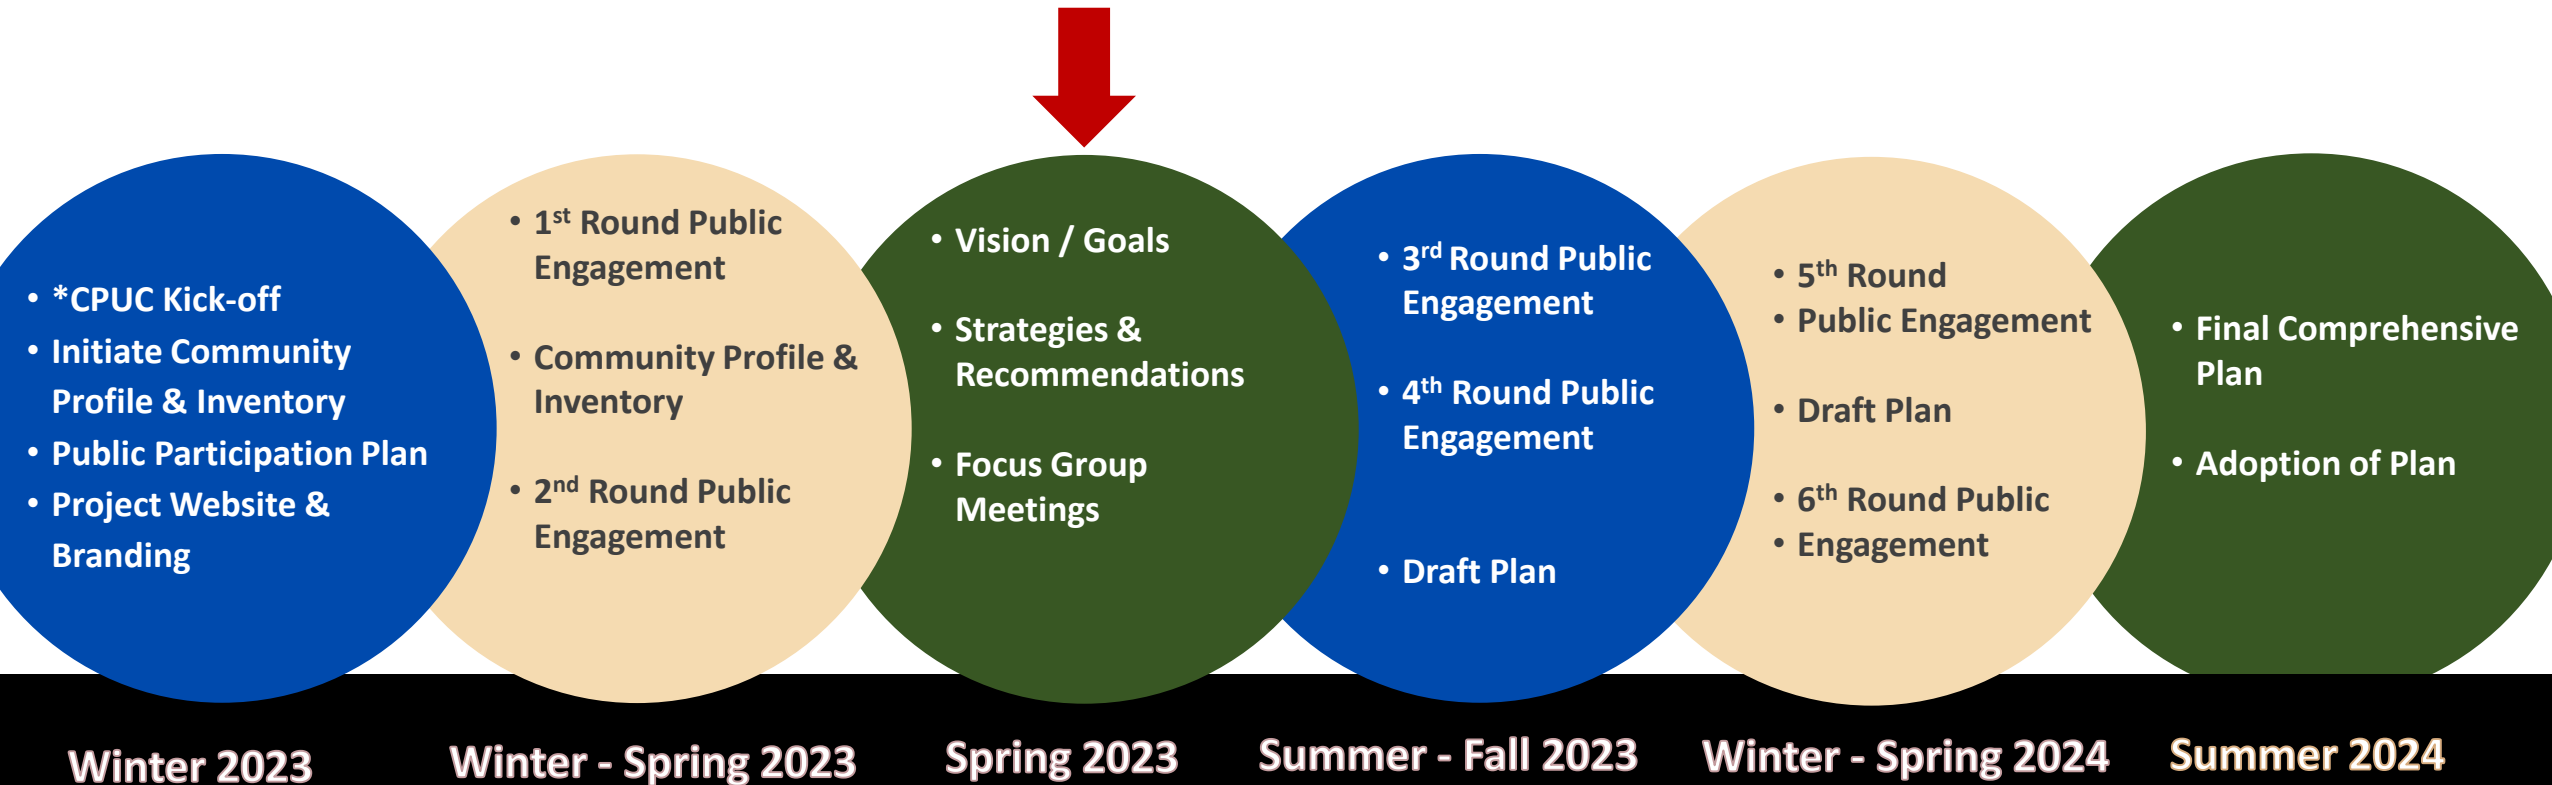 • *CPUC Kick-off
• Initiate Community
Profile & Inventory
• Public Participation Plan
• Project Website &
Branding
• 1st Round Public
Engagement
• Community Profile &
Inventory
• 2nd Round Public
Engagement
• Vision / Goals
• Strategies &
Recommendations
• Focus Group
Meetings
• 3rd Round Public
Engagement
• 4th Round Public
Engagement
• Draft Plan
• 5th Round
• Public Engagement
• Draft Plan
• 6th Round Public
• Engagement
• Final Comprehensive
Plan
• Adoption of Plan
Winter 2023
Winter - Spring 2023
Spring 2023
Summer - Fall 2023
Winter - Spring 2024
Summer 2024